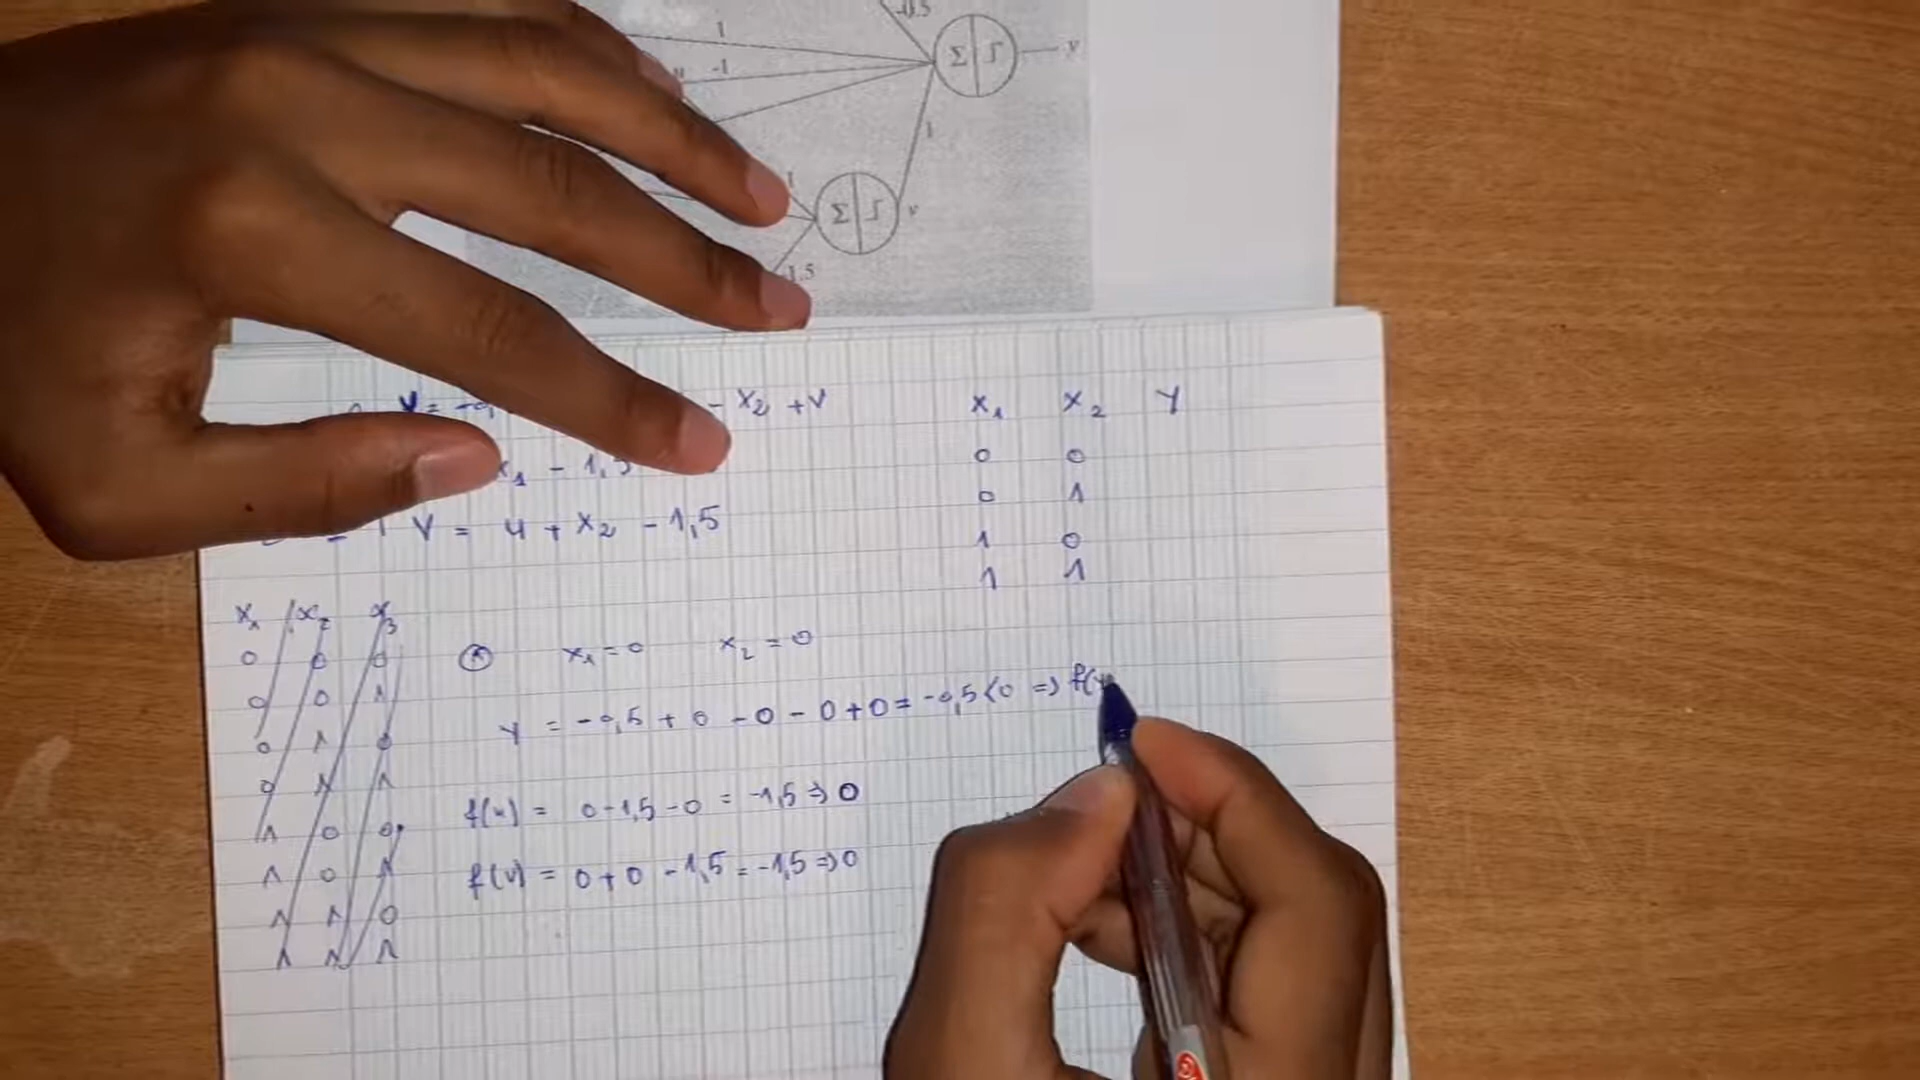 -0.5
1
-1
Σ
y
1
1
Σ
v
-1.5
y = -0, - x2 + v
x1 - 1,5
v = u + x2 - 1,5
x1 x2 y
0 0
0 1
1 0
1 1
x1 x2 x3
0 0 0
0 0 1
0 1 0
0 1 1
1 0 0
1 0 1
1 1 0
1 1 1
x1 = 0 x2 = 0
y = -0,5 + 0 - 0 - 0 + 0 = -0,5 < 0 => f(y
f(u) = 0 - 1,5 - 0 = -1,5 => 0
f(v) = 0 + 0 - 1,5 = -1,5 => 0